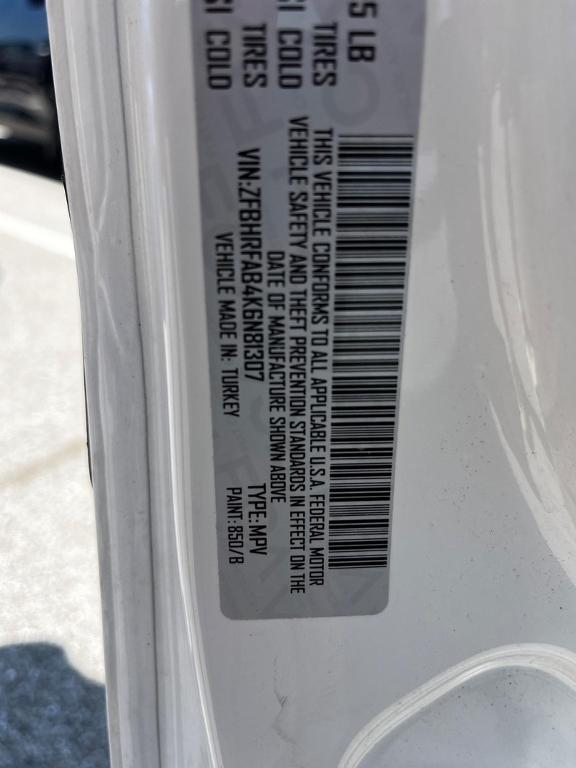 5 LB
TIRES
SI COLD
TIRES
SI COLD
THIS VEHICLE CONFORMS TO ALL APPLICABLE U.S.A. FEDERAL MOTOR
VEHICLE SAFETY AND THEFT PREVENTION STANDARDS IN EFFECT ON THE
DATE OF MANUFACTURE SHOWN ABOVE
VIN:ZFBHRFAB4K6N81307 TYPE:MPV
VEHICLE MADE IN: TURKEY PAINT: 850/B